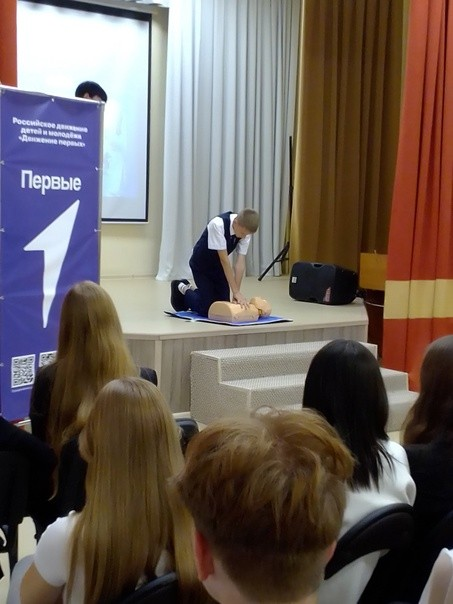 Российское движение
детей и молодёжи
«Движение первых»
Первые